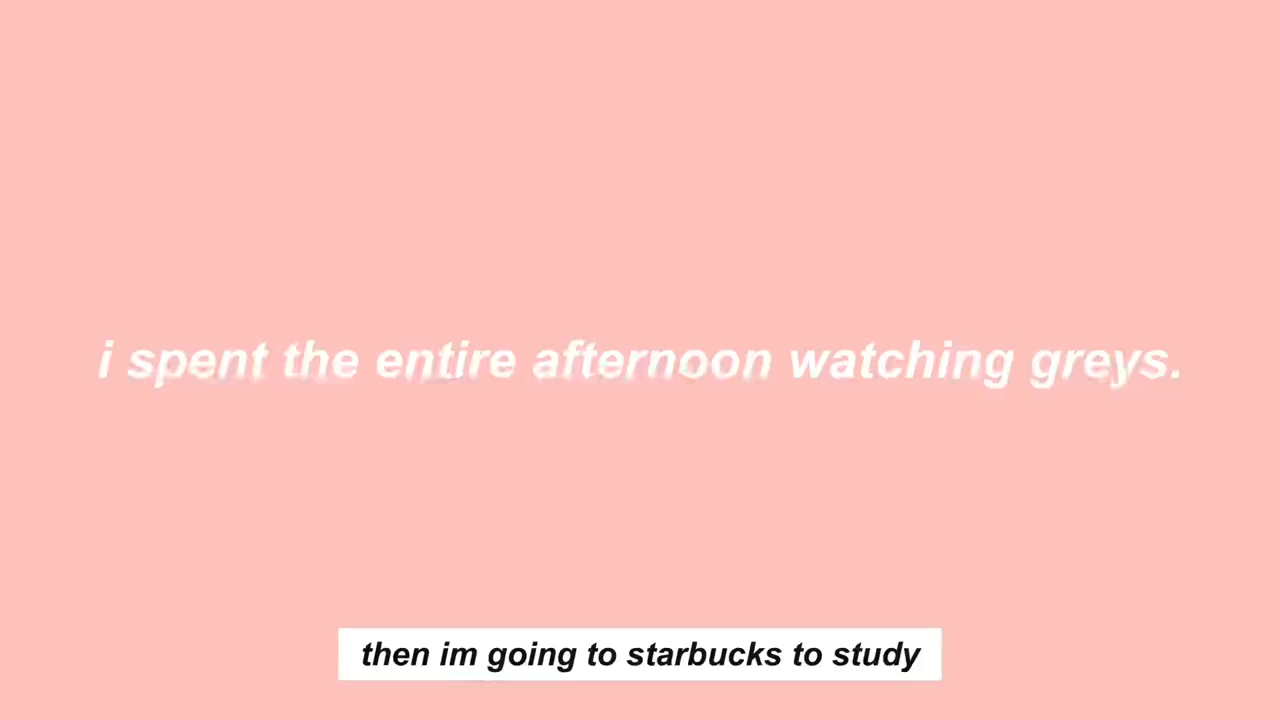 i spent the entire afternoon watching greys.
then im going to starbucks to study